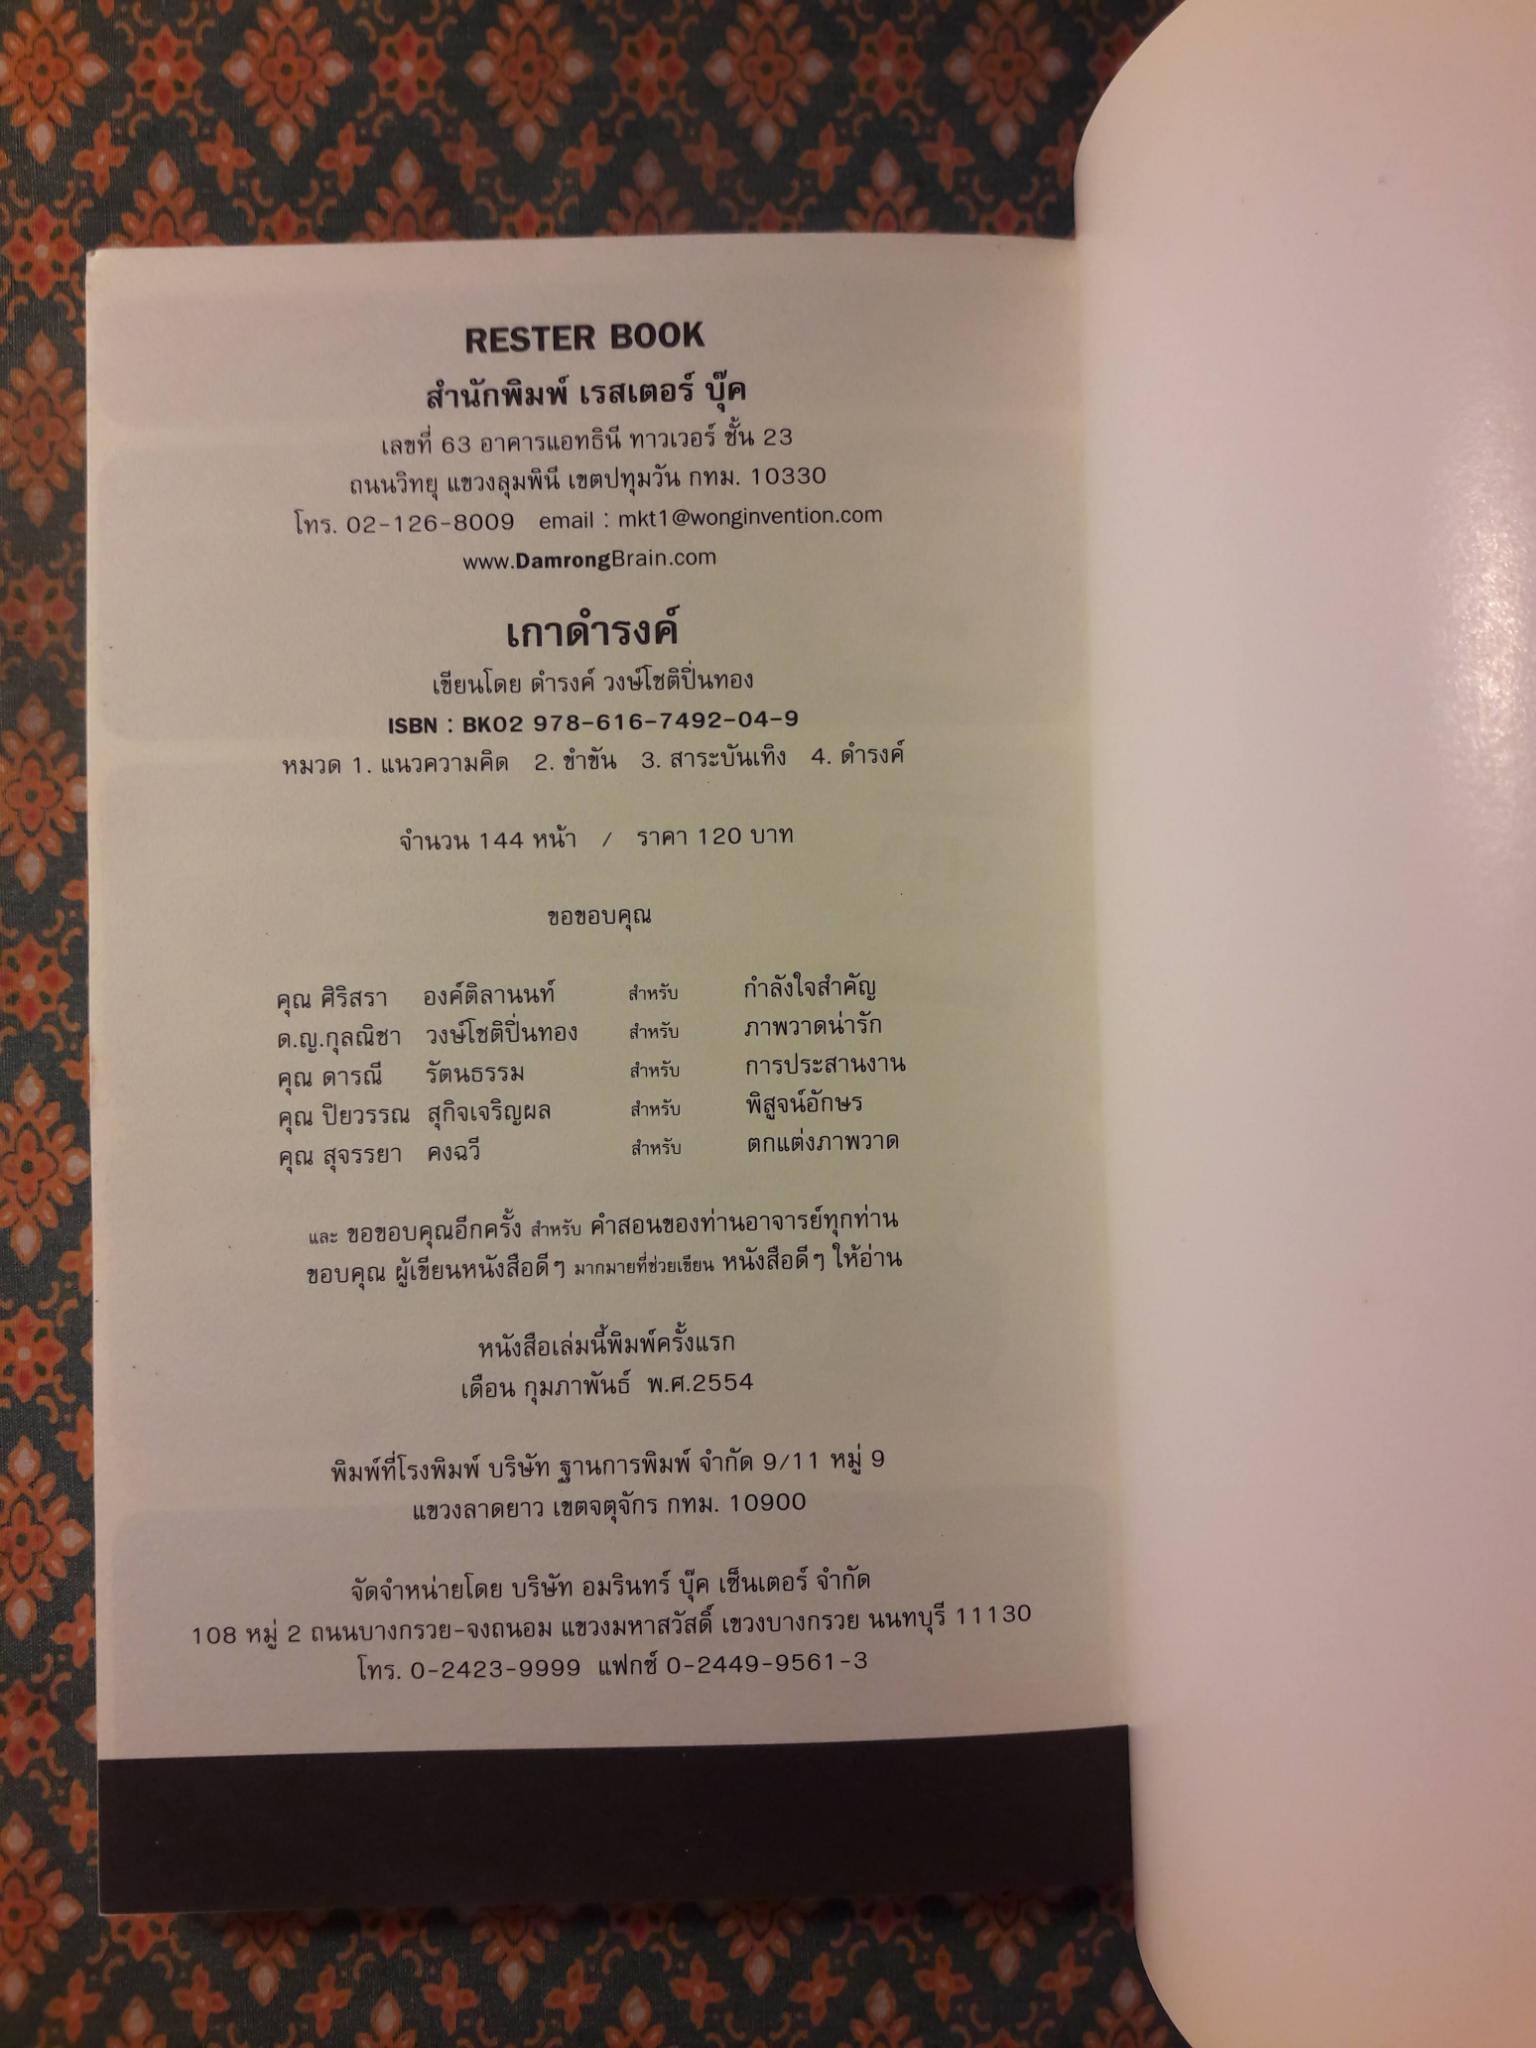 RESTER BOOK
สำนักพิมพ์ เรสเตอร์ บุ๊ค
เลขที่ 63 อาคารแอทธินี ทาวเวอร์ ชั้น 23
ถนนวิทยุ แขวงลุมพินี เขตปทุมวัน กทม. 10330
โทร. 02-126-8009 email : mkt1@wonginvention.com
www.DamrongBrain.com
เกาดำรงค์
เขียนโดย ดำรงค์ วงษ์โชติปิ่นทอง
ISBN : BK02 978-616-7492-04-9
หมวด 1. แนวความคิด 2. ขำขัน 3. สาระบันเทิง 4. ดำรงค์
จำนวน 144 หน้า / ราคา 120 บาท
ขอขอบคุณ
คุณ ศิริสรา องค์ติลานนท์ สำหรับ กำลังใจสำคัญ
ด.ญ.กุลณิชา วงษ์โชติปิ่นทอง สำหรับ ภาพวาดน่ารัก
คุณ ดารณี รัตนธรรม สำหรับ การประสานงาน
คุณ ปิยวรรณ สุกิจเจริญผล สำหรับ พิสูจน์อักษร
คุณ สุจรรยา คงฉวี สำหรับ ตกแต่งภาพวาด
และ ขอขอบคุณอีกครั้ง สำหรับ คำสอนของท่านอาจารย์ทุกท่าน
ขอบคุณ ผู้เขียนหนังสือดีๆ มากมายที่ช่วยเขียน หนังสือดีๆ ให้อ่าน
หนังสือเล่มนี้พิมพ์ครั้งแรก
เดือน กุมภาพันธ์ พ.ศ.2554
พิมพ์ที่โรงพิมพ์ บริษัท ฐานการพิมพ์ จำกัด 9/11 หมู่ 9
แขวงลาดยาว เขตจตุจักร กทม. 10900
จัดจำหน่ายโดย บริษัท อมรินทร์ บุ๊ค เซ็นเตอร์ จำกัด
108 หมู่ 2 ถนนบางกรวย-จงถนอม แขวงมหาสวัสดิ์ เขวงบางกรวย นนทบุรี 11130
โทร. 0-2423-9999 แฟกซ์ 0-2449-9561-3